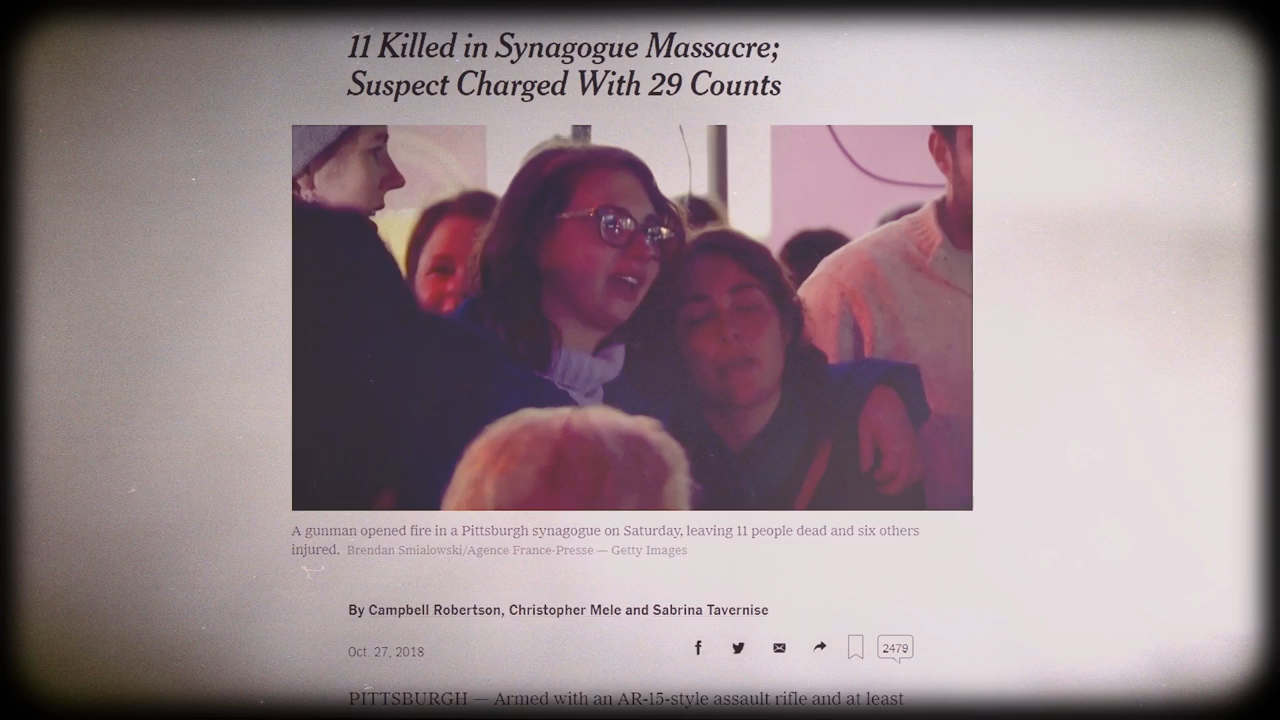 11 Killed in Synagogue Massacre;
Suspect Charged With 29 Counts
A gunman opened fire in a Pittsburgh synagogue on Saturday, leaving 11 people dead and six others
injured. Brendan Smialowski/Agence France-Presse — Getty Images
By Campbell Robertson, Christopher Mele and Sabrina Tavernise
Oct. 27, 2018
2479
PITTSBURGH — Armed with an AR-15-style assault rifle and at least